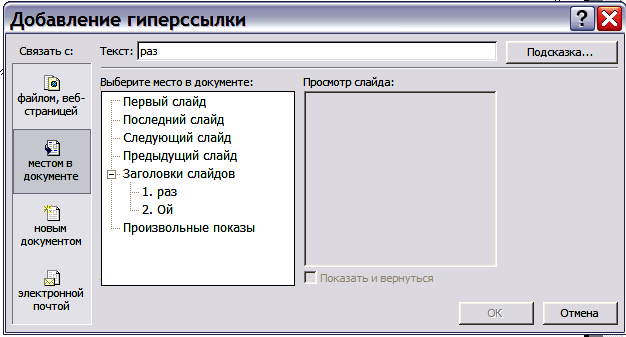 Добавление гиперссылки
Связать с:
Текст: раз
Подсказка...
файлом, веб-
страницей
местом в
документе
новым
документом
электронной
почтой
Выберите место в документе:
Первый слайд
Последний слайд
Следующий слайд
Предыдущий слайд
Заголовки слайдов
1. раз
2. Ой
Произвольные показы
Просмотр слайда:
Показать и вернуться
ОК
Отмена